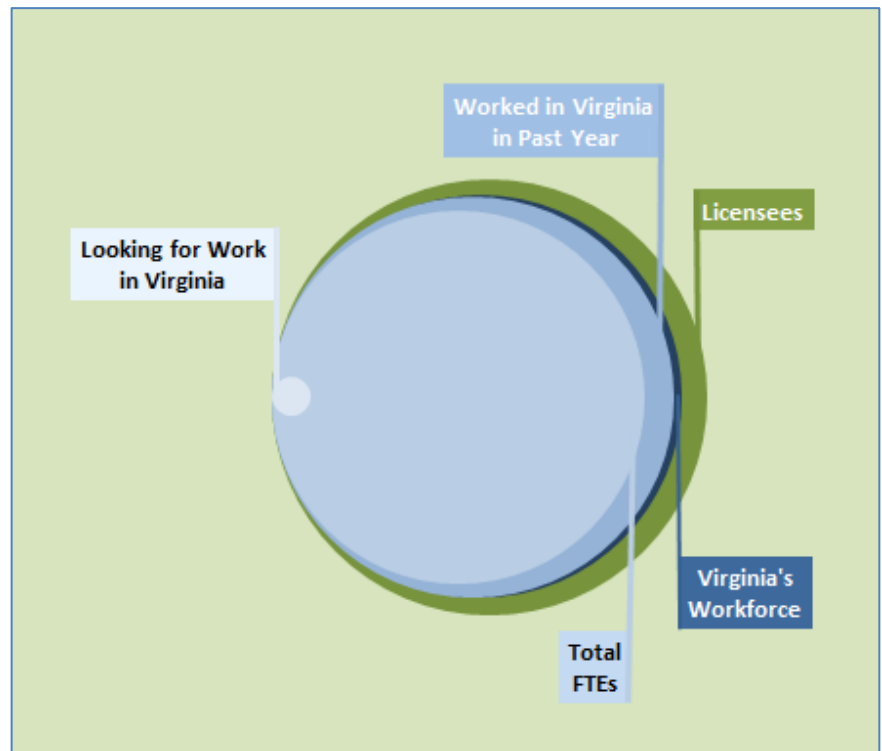 Worked in Virginia
in Past Year
Licensees
Looking for Work
in Virginia
Virginia's
Workforce
Total
FTEs